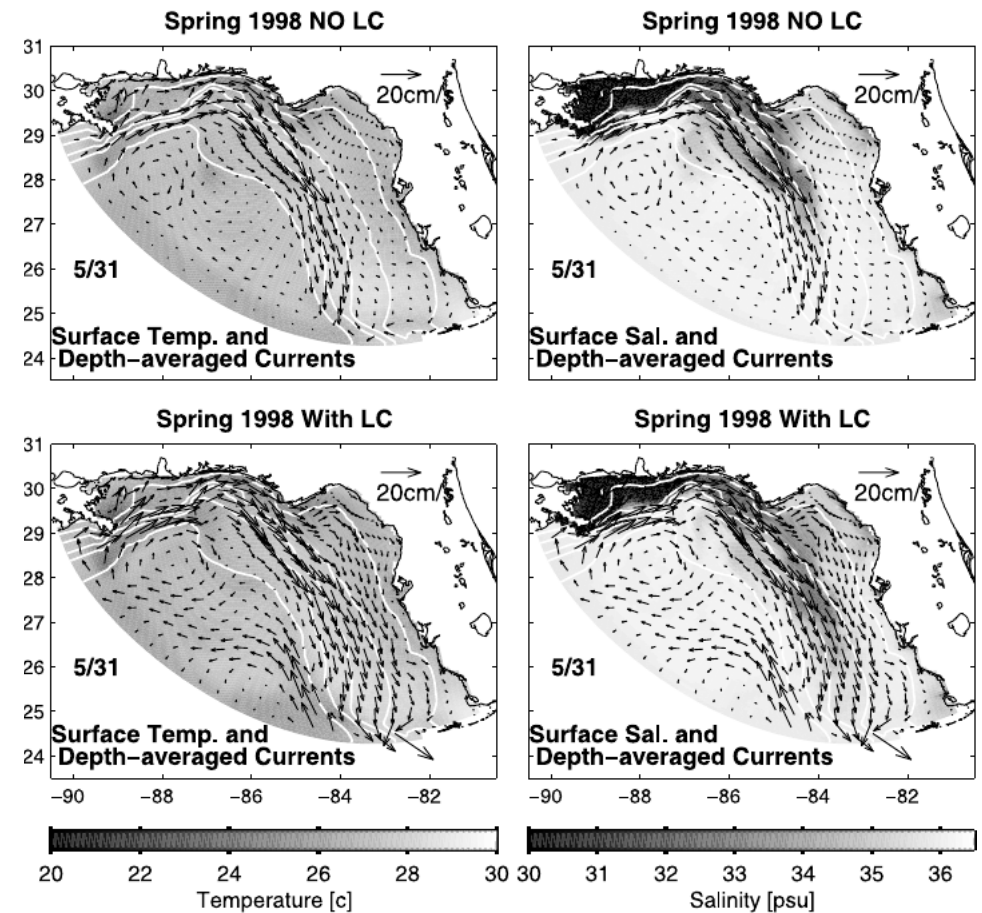 Spring 1998 NO LC
Spring 1998 NO LC
31
30
29
28
27
26
25
24
20cm/
5/31
Surface Temp. and
Depth-averaged Currents
20cm/
5/31
Surface Sal. and
Depth-averaged Currents
Spring 1998 With LC
Spring 1998 With LC
31
30
29
28
27
26
25
24
20cm/
5/31
Surface Temp. and
Depth-averaged Currents
20cm/
5/31
Surface Sal. and
Depth-averaged Currents
-90 -88 -86 -84 -82
-90 -88 -86 -84 -82
20 22 24 26 28 30
30 31 32 33 34 35 36
Temperature [c]
Salinity [psu]